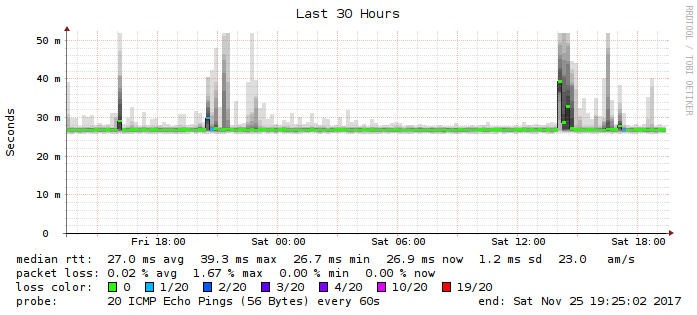 Last 30 Hours
RRDTOOL / TOBI OETIKER
Seconds
50 m
40 m
30 m
20 m
10 m
0
Fri 18:00 Sat 00:00 Sat 06:00 Sat 12:00 Sat 18:00
median rtt: 27.0 ms avg 39.3 ms max 26.7 ms min 26.9 ms now 1.2 ms sd 23.0 am/s
packet loss: 0.02 % avg 1.67 % max 0.00 % min 0.00 % now
loss color: 0 1/20 2/20 3/20 4/20 10/20 19/20
probe: 20 ICMP Echo Pings (56 Bytes) every 60s end: Sat Nov 25 19:25:02 2017